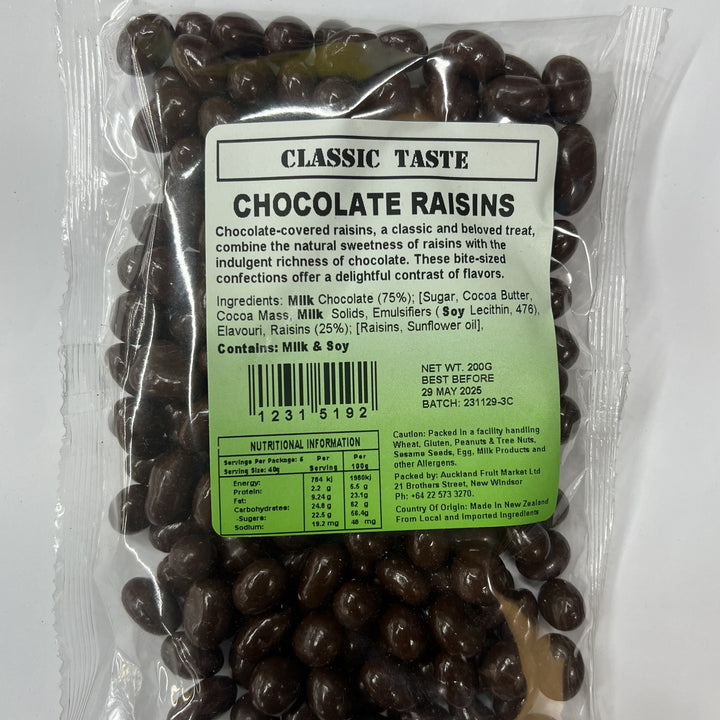 CLASSIC TASTE
CHOCOLATE RAISINS
Chocolate-covered raisins, a classic and beloved treat,
combine the natural sweetness of raisins with the
indulgent richness of chocolate. These bite-sized
confections offer a delightful contrast of flavors.
Ingredients: Milk Chocolate (75%); [Sugar, Cocoa Butter,
Cocoa Mass, Milk Solids, Emulsifiers ( Soy Lecithin, 476),
Elavouri, Raisins (25%); [Raisins, Sunflower oil],
Contains: Milk & Soy
1231 5192
NET WT. 200G
BEST BEFORE
29 MAY 2025
BATCH: 231129-3C
NUTRITIONAL INFORMATION
Servings Per Package: 5 Per Per
Serving Size: 40g Serving 100g
Energy: 784 kj 1960kj
Protein: 2.2 g 5.5 g
Fat: 9.24 g 23.1g
Carbohydrates: 24.8 g 62 g
-Sugars: 22.5 g 56.4g
Sodium: 19.2 mg 48 mg
Caution: Packed in a facility handling
Wheat, Gluten, Peanuts & Tree Nuts,
Sesame Seeds, Egg, Milk Products and
other Allergens.
Packed by: Auckland Fruit Market Ltd
21 Brothers Street, New Windsor
Ph: +64 22 573 3270.
Country Of Origin: Made In New Zealand
From Local and Imported Ingredients